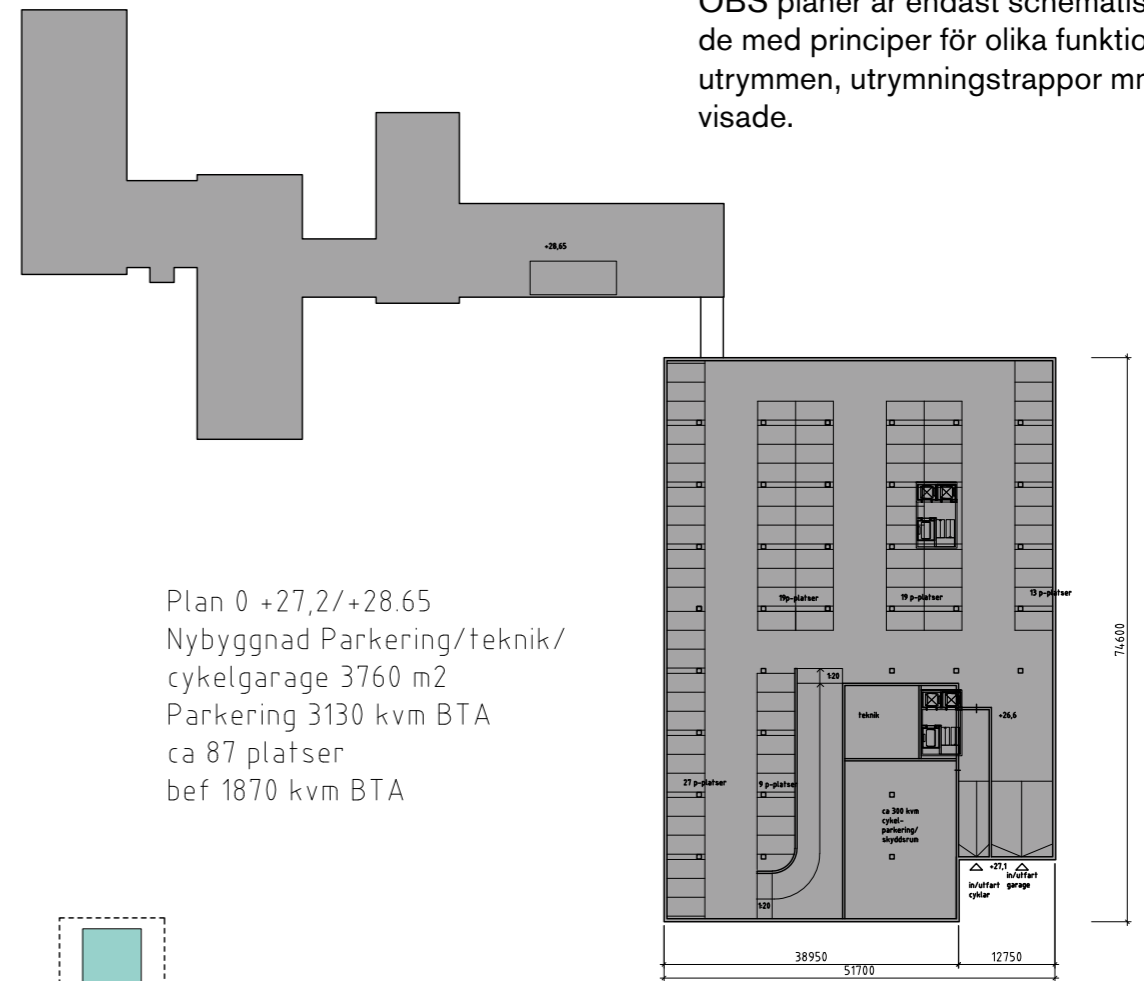 OBS planer är endast schematis
de med principer för olika funktio
utrymmen, utrymningstrappor mr
visade.
+28,65
Plan 0 +27,2/+28.65
Nybyggnad Parkering/teknik/
cykelgarage 3760 m2
Parkering 3130 kvm BTA
ca 87 platser
bef 1870 kvm BTA
19p-platser
19 p-platser
13 p-platser
74600
1:20
teknik
+26,6
27 p-platser
9 p-platser
ca 300 kvm
cykel-
parkering/
skyddsrum
+27,1
in/utfart
cyklar
in/utfart
garage
1:20
38950
12750
51700